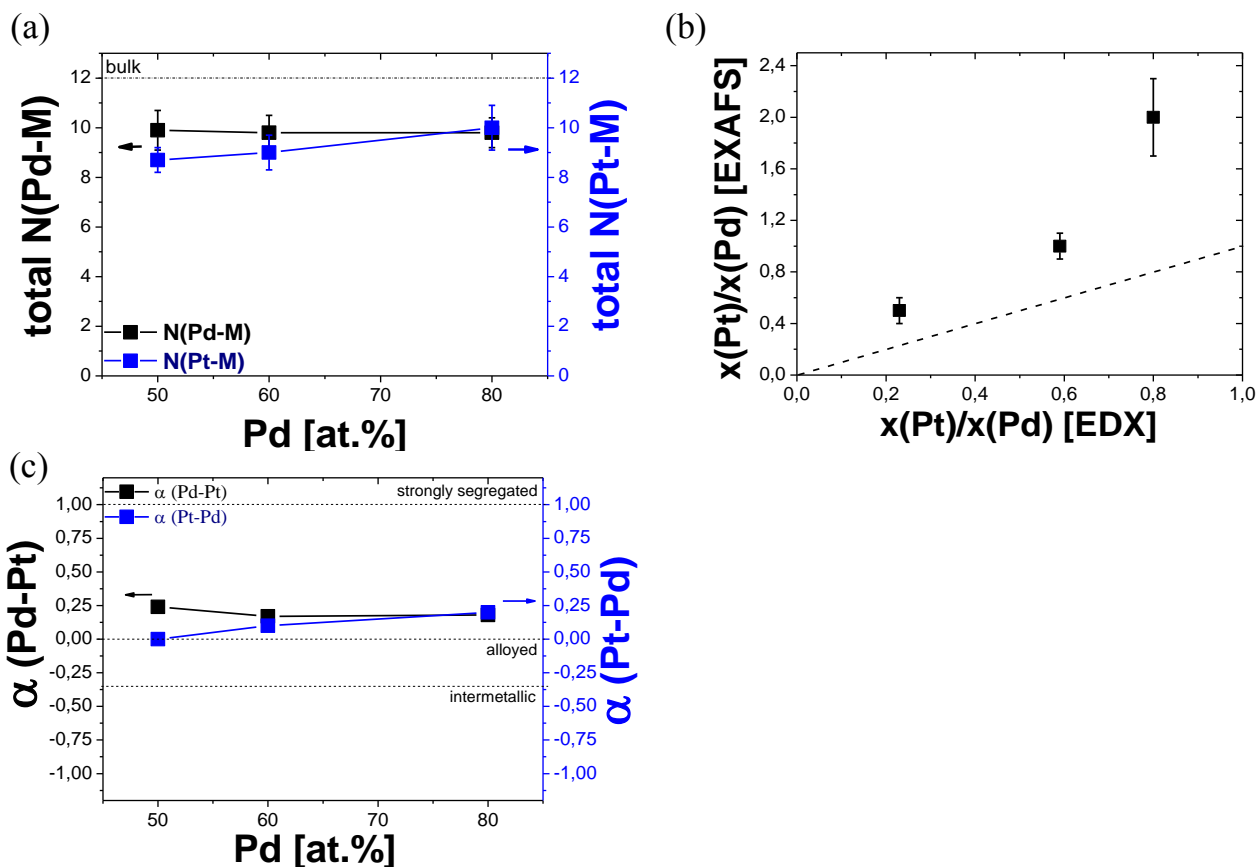 (a)
total N(Pd-M)
12
10
8
6
4
2
0
bulk
N(Pd-M)
N(Pt-M)
12
10
8
6
4
2
0
total N(Pt-M)
50
60
70
80
Pd [at.%]
(b)
x(Pt)/x(Pd) [EXAFS]
2,4
2,0
1,6
1,2
0,8
0,4
0,0
0,0
0,2
0,4
0,6
0,8
1,0
x(Pt)/x(Pd) [EDX]
(c)
α (Pd-Pt)
1,00
0,75
0,50
0,25
0,00
-0,25
-0,50
-0,75
-1,00
α (Pd-Pt)
α (Pt-Pd)
strongly segregated
alloyed
intermetallic
1,00
0,75
0,50
0,25
0,00
-0,25
-0,50
-0,75
-1,00
α (Pt-Pd)
50
60
70
80
Pd [at.%]